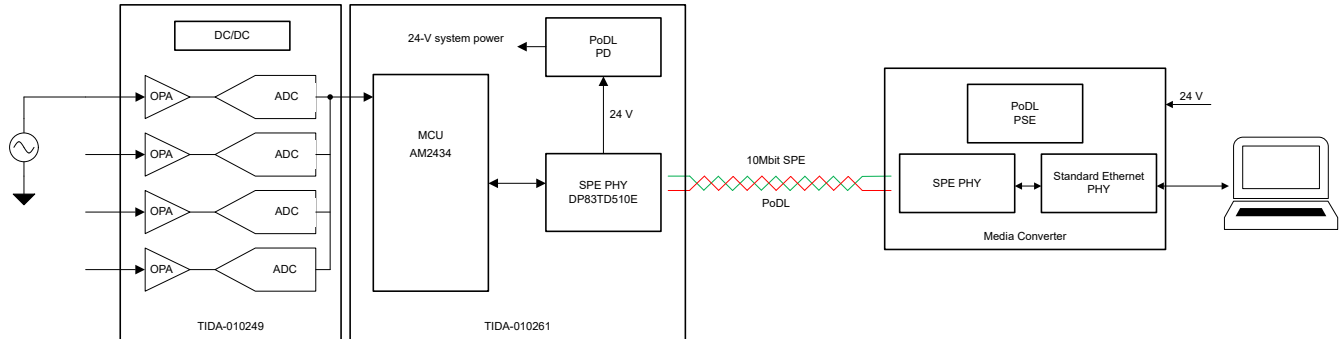 DC/DC
OPA
ADC
OPA
ADC
OPA
ADC
OPA
ADC
TIDA-010249
24-V system power
PoDL
PD
24 V
MCU
AM2434
SPE PHY
DP83TD510E
TIDA-010261
10Mbit SPE
PoDL
PoDL
PSE
24 V
SPE PHY
Standard Ethernet
PHY
Media Converter